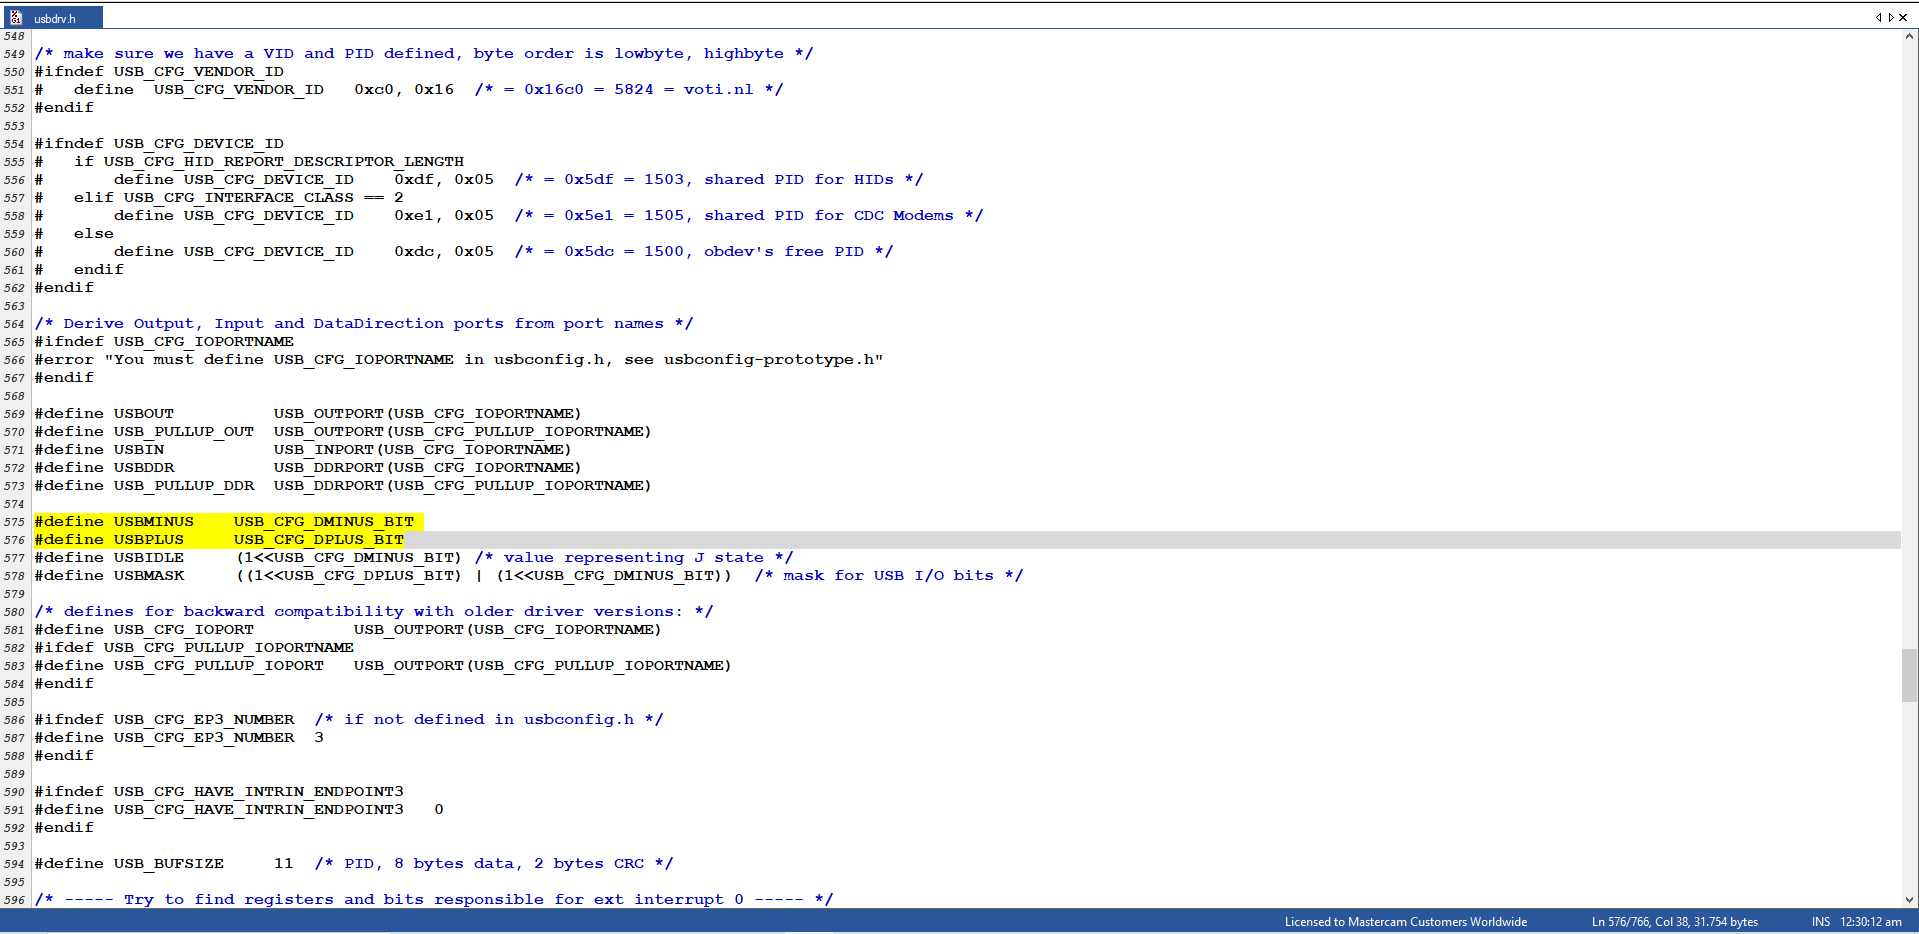 usbdrv.h
548
549 /* make sure we have a VID and PID defined, byte order is lowbyte, highbyte */
550 #ifndef USB_CFG_VENDOR_ID
551 #   define  USB_CFG_VENDOR_ID   0xc0, 0x16  /* = 0x16c0 = 5824 = voti.nl */
552 #endif
553
554 #ifndef USB_CFG_DEVICE_ID
555 #   if USB_CFG_HID_REPORT_DESCRIPTOR_LENGTH
556 #       define USB_CFG_DEVICE_ID    0xdf, 0x05  /* = 0x5df = 1503, shared PID for HIDs */
557 #   elif USB_CFG_INTERFACE_CLASS == 2
558 #       define USB_CFG_DEVICE_ID    0xe1, 0x05  /* = 0x5e1 = 1505, shared PID for CDC Modems */
559 #   else
560 #       define USB_CFG_DEVICE_ID    0xdc, 0x05  /* = 0x5dc = 1500, obdev's free PID */
561 #   endif
562 #endif
563
564 /* Derive Output, Input and DataDirection ports from port names */
565 #ifndef USB_CFG_IOPORTNAME
566 #error "You must define USB_CFG_IOPORTNAME in usbconfig.h, see usbconfig-prototype.h"
567 #endif
568
569 #define USBOUT          USB_OUTPORT(USB_CFG_IOPORTNAME)
570 #define USB_PULLUP_OUT  USB_OUTPORT(USB_CFG_PULLUP_IOPORTNAME)
571 #define USBIN           USB_INPORT(USB_CFG_IOPORTNAME)
572 #define USBDDR          USB_DDRPORT(USB_CFG_IOPORTNAME)
573 #define USB_PULLUP_DDR  USB_DDRPORT(USB_CFG_PULLUP_IOPORTNAME)
574
575 #define USBMINUS    USB_CFG_DMINUS_BIT
576 #define USBPLUS     USB_CFG_DPLUS_BIT
577 #define USBIDLE     (1<<USB_CFG_DMINUS_BIT) /* value representing J state */
578 #define USBMASK     ((1<<USB_CFG_DPLUS_BIT) | (1<<USB_CFG_DMINUS_BIT))  /* mask for USB I/O bits */
579
580 /* defines for backward compatibility with older driver versions: */
581 #define USB_CFG_IOPORT          USB_OUTPORT(USB_CFG_IOPORTNAME)
582 #ifdef USB_CFG_PULLUP_IOPORTNAME
583 #define USB_CFG_PULLUP_IOPORT   USB_OUTPORT(USB_CFG_PULLUP_IOPORTNAME)
584 #endif
585
586 #ifndef USB_CFG_EP3_NUMBER  /* if not defined in usbconfig.h */
587 #define USB_CFG_EP3_NUMBER  3
588 #endif
589
590 #ifndef USB_CFG_HAVE_INTRIN_ENDPOINT3
591 #define USB_CFG_HAVE_INTRIN_ENDPOINT3   0
592 #endif
593
594 #define USB_BUFSIZE     11  /* PID, 8 bytes data, 2 bytes CRC */
595
596 /* ----- Try to find registers and bits responsible for ext interrupt 0 ----- */
Licensed to Mastercam Customers Worldwide  Ln 576/766, Col 38, 31.754 bytes  INS  12:30:12 am